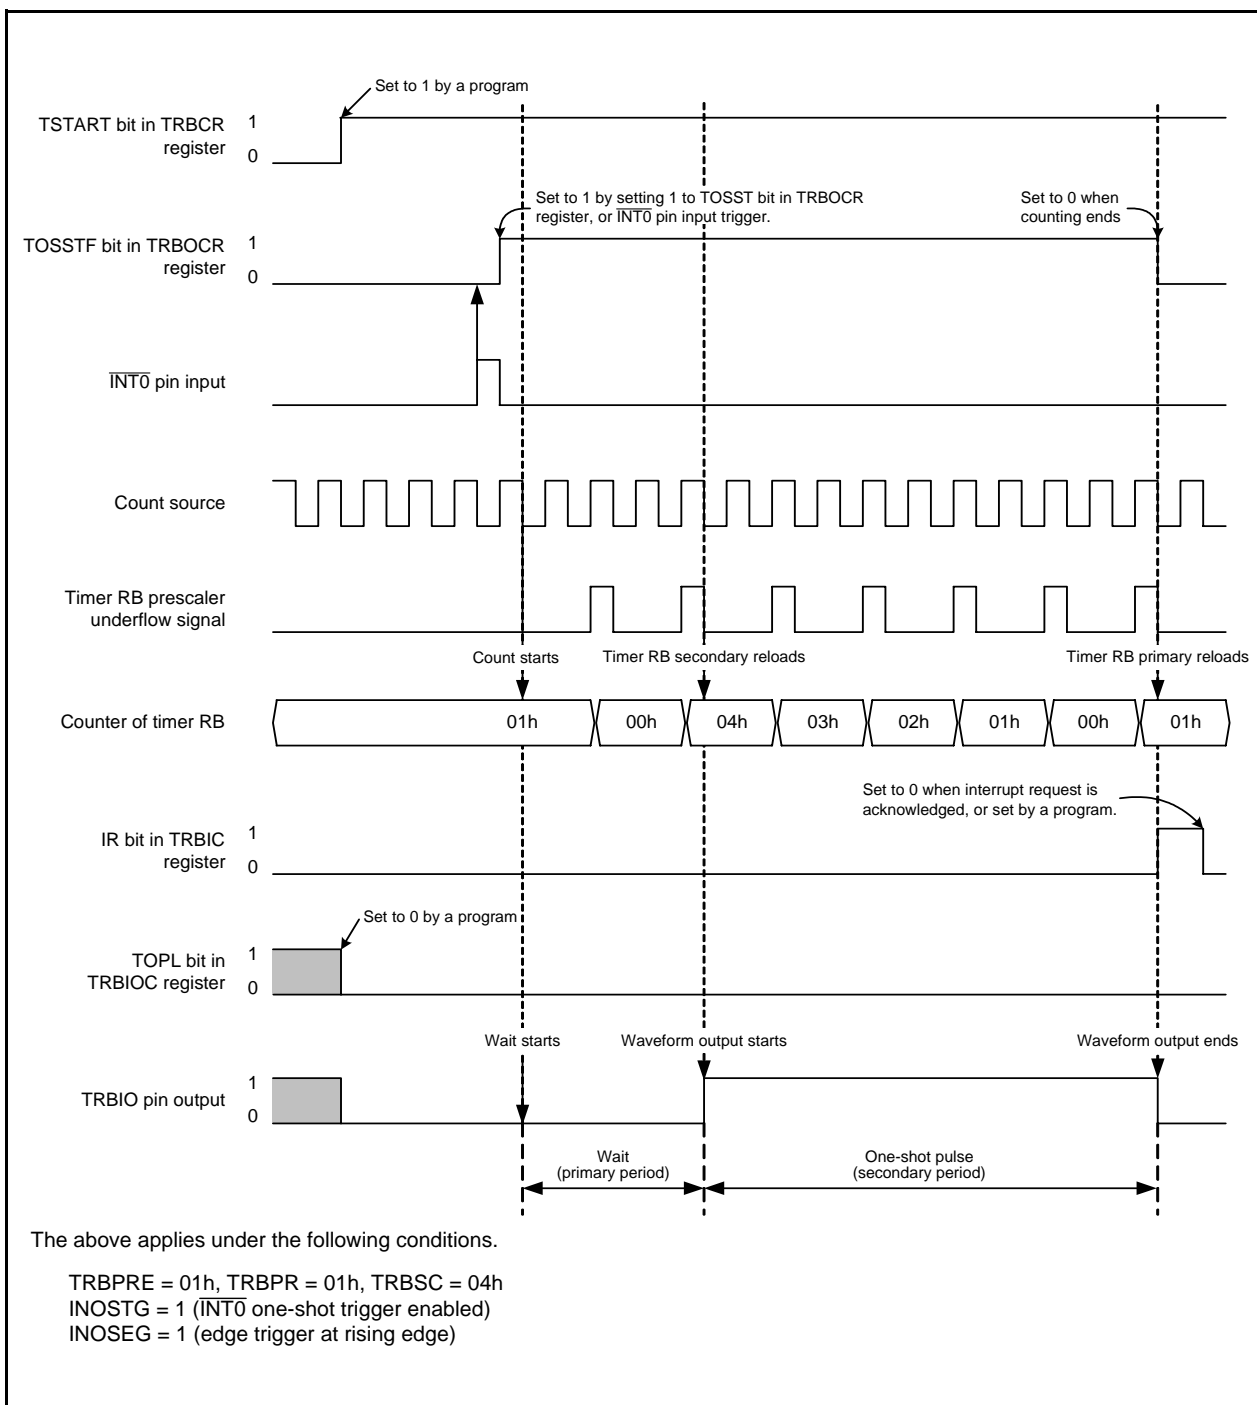 Set to 1 by a program
TSTART bit in TRBCR
register
1
0
Set to 1 by setting 1 to TOSST bit in TRBOCR
register, or INT0 pin input trigger.
Set to 0 when
counting ends
TOSSTF bit in TRBOCR
register
1
0
INT0 pin input
Count source
Timer RB prescaler
underflow signal
Count starts
Timer RB secondary reloads
Timer RB primary reloads
Counter of timer RB
01h 00h 04h 03h 02h 01h 00h 01h
Set to 0 when interrupt request is
acknowledged, or set by a program.
IR bit in TRBIC
register
1
0
Set to 0 by a program
TOPL bit in
TRBIOC register
1
0
Wait starts
Waveform output starts
Waveform output ends
TRBIO pin output
1
0
Wait
(primary period)
One-shot pulse
(secondary period)
The above applies under the following conditions.
TRBPRE = 01h, TRBPR = 01h, TRBSC = 04h
INOSTG = 1 (INT0 one-shot trigger enabled)
INOSEG = 1 (edge trigger at rising edge)